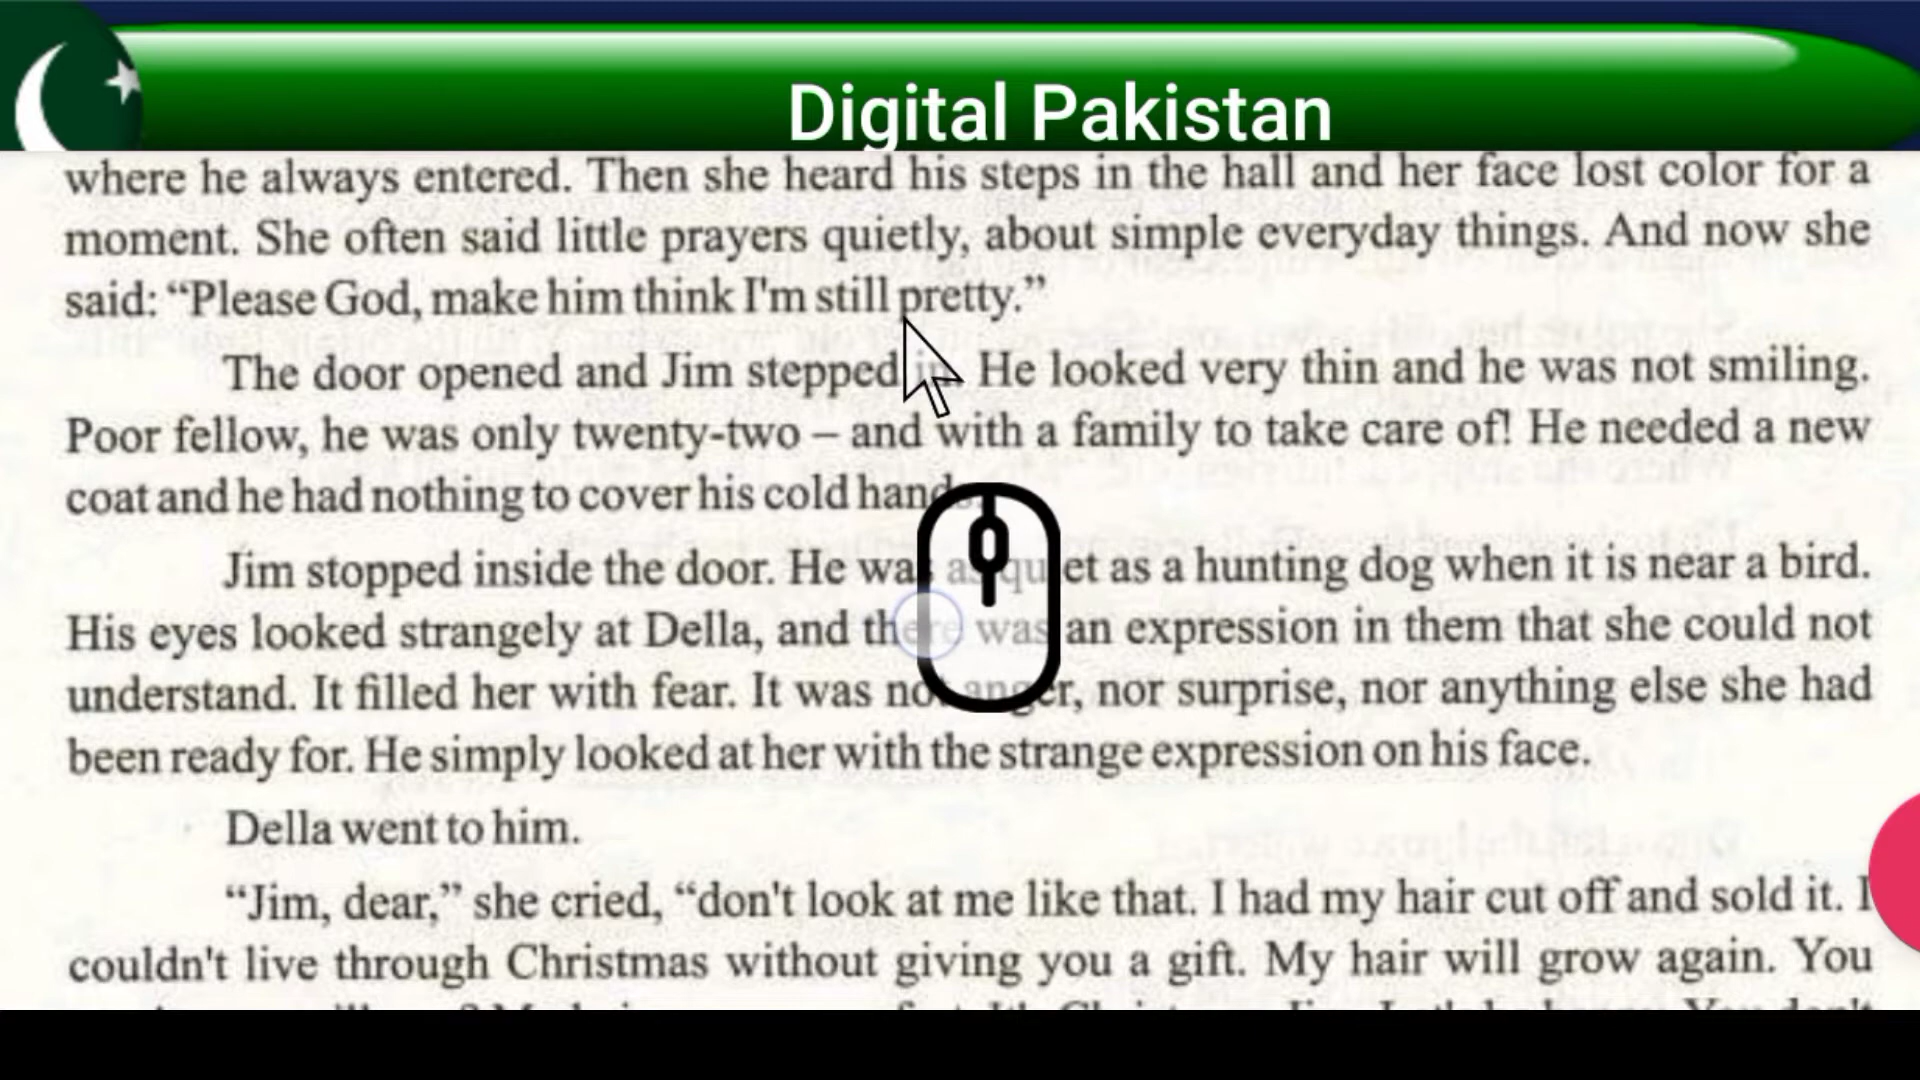 Digital Pakistan
where he always entered. Then she heard his steps in the hall and her face lost color for a
moment. She often said little prayers quietly, about simple everyday things. And now she
said: “Please God, make him think I'm still pretty.”
The door opened and Jim stepped He looked very thin and he was not smiling.
Poor fellow, he was only twenty-two – and with a family to take care of! He needed a new
coat and he had nothing to cover his cold hands.
Jim stopped inside the door. He was as quiet as a hunting dog when it is near a bird.
His eyes looked strangely at Della, and there was an expression in them that she could not
understand. It filled her with fear. It was not anger, nor surprise, nor anything else she had
been ready for. He simply looked at her with the strange expression on his face.
Della went to him.
“Jim, dear,” she cried, “don't look at me like that. I had my hair cut off and sold it. I
couldn't live through Christmas without giving you a gift. My hair will grow again. You